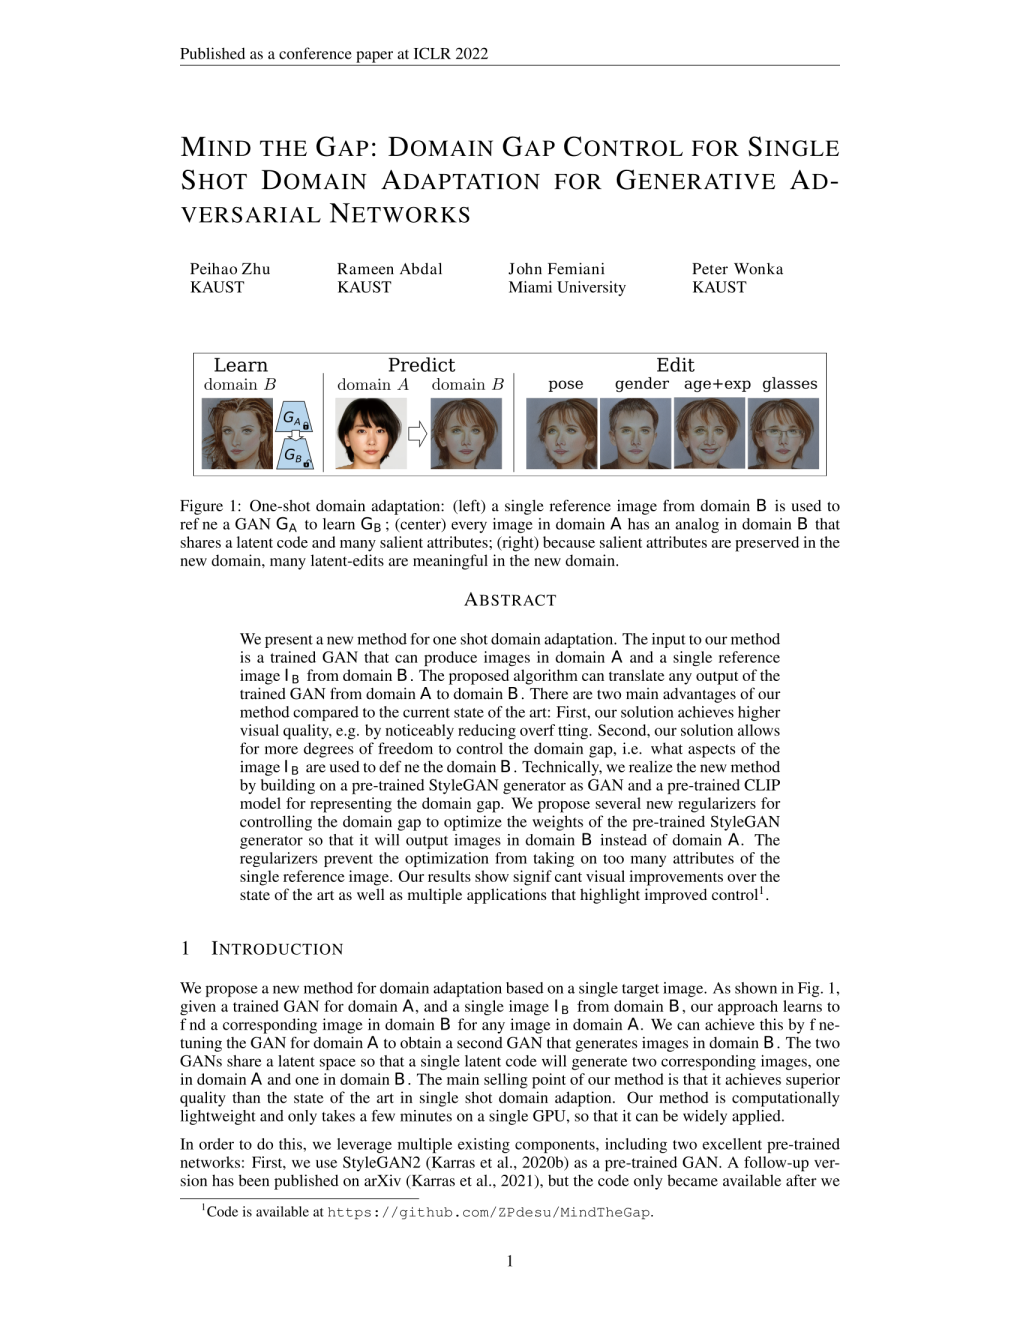 Published as a conference paper at ICLR 2022
MIND THE GAP: DOMAIN GAP CONTROL FOR SINGLE
SHOT DOMAIN ADAPTATION FOR GENERATIVE AD-
VERSARIAL NETWORKS
Peihao Zhu Rameen Abdal John Femiani Peter Wonka
KAUST KAUST Miami University KAUST
Learn Predict Edit
domain B domain A domain B pose gender age+exp glasses
G_A
G_B
Figure 1: One-shot domain adaptation: (left) a single reference image from domain B is used to
ref ne a GAN G_A to learn G_B; (center) every image in domain A has an analog in domain B that
shares a latent code and many salient attributes; (right) because salient attributes are preserved in the
new domain, many latent-edits are meaningful in the new domain.
ABSTRACT
We present a new method for one shot domain adaptation. The input to our method
is a trained GAN that can produce images in domain A and a single reference
image I_B from domain B. The proposed algorithm can translate any output of the
trained GAN from domain A to domain B. There are two main advantages of our
method compared to the current state of the art: First, our solution achieves higher
visual quality, e.g. by noticeably reducing overf tting. Second, our solution allows
for more degrees of freedom to control the domain gap, i.e. what aspects of the
image I_B are used to def ne the domain B. Technically, we realize the new method
by building on a pre-trained StyleGAN generator as GAN and a pre-trained CLIP
model for representing the domain gap. We propose several new regularizers for
controlling the domain gap to optimize the weights of the pre-trained StyleGAN
generator so that it will output images in domain B instead of domain A. The
regularizers prevent the optimization from taking on too many attributes of the
single reference image. Our results show signif cant visual improvements over the
state of the art as well as multiple applications that highlight improved control¹.
1 INTRODUCTION
We propose a new method for domain adaptation based on a single target image. As shown in Fig. 1,
given a trained GAN for domain A, and a single image I_B from domain B, our approach learns to
f nd a corresponding image in domain B for any image in domain A. We can achieve this by f ne-
tuning the GAN for domain A to obtain a second GAN that generates images in domain B. The two
GANs share a latent space so that a single latent code will generate two corresponding images, one
in domain A and one in domain B. The main selling point of our method is that it achieves superior
quality than the state of the art in single shot domain adaption. Our method is computationally
lightweight and only takes a few minutes on a single GPU, so that it can be widely applied.
In order to do this, we leverage multiple existing components, including two excellent pre-trained
networks: First, we use StyleGAN2 (Karras et al., 2020b) as a pre-trained GAN. A follow-up ver-
sion has been published on arXiv (Karras et al., 2021), but the code only became available after we
¹Code is available at https://github.com/ZPdesu/MindTheGap.
1